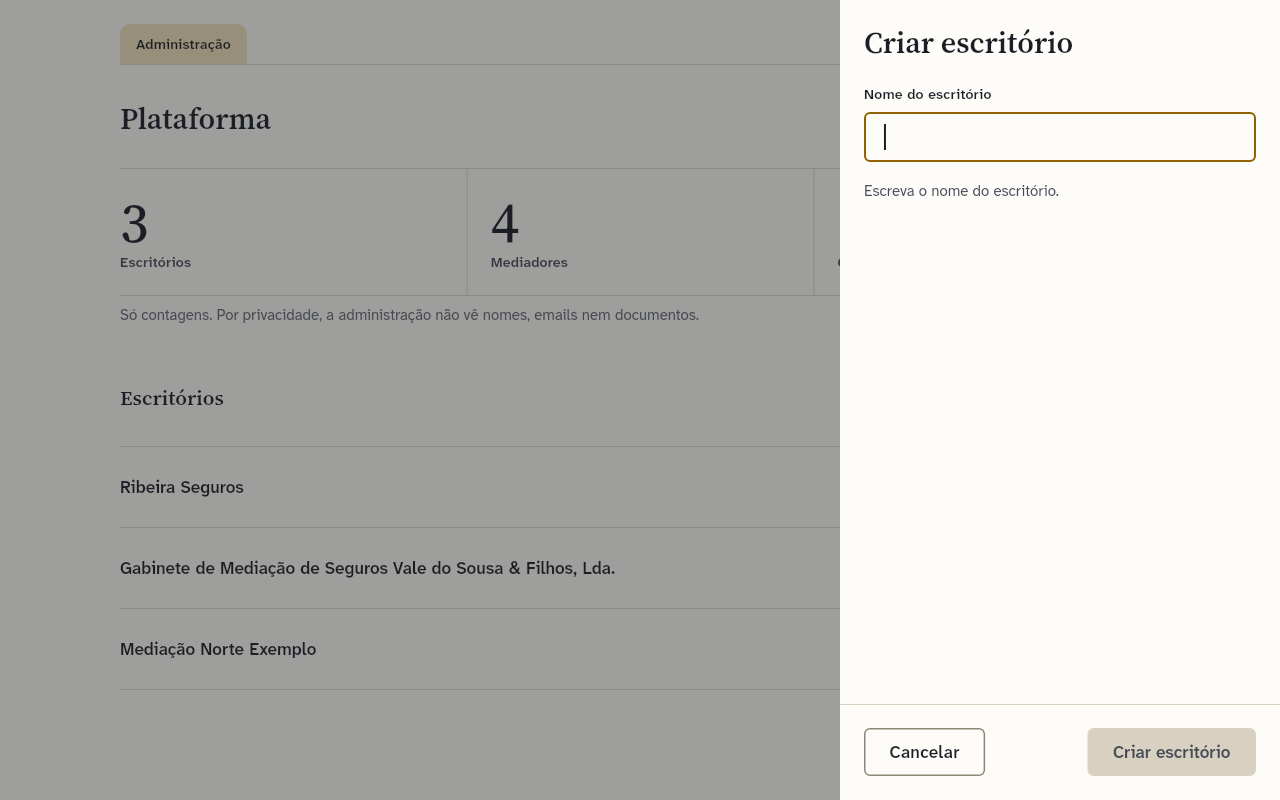 Administração
Plataforma
3
Escritórios
4
Mediadores
Só contagens. Por privacidade, a administração não vê nomes, emails nem documentos.
Escritórios
Ribeira Seguros
Gabinete de Mediação de Seguros Vale do Sousa & Filhos, Lda.
Mediação Norte Exemplo
Criar escritório
Nome do escritório
Escreva o nome do escritório.
Cancelar
Criar escritório